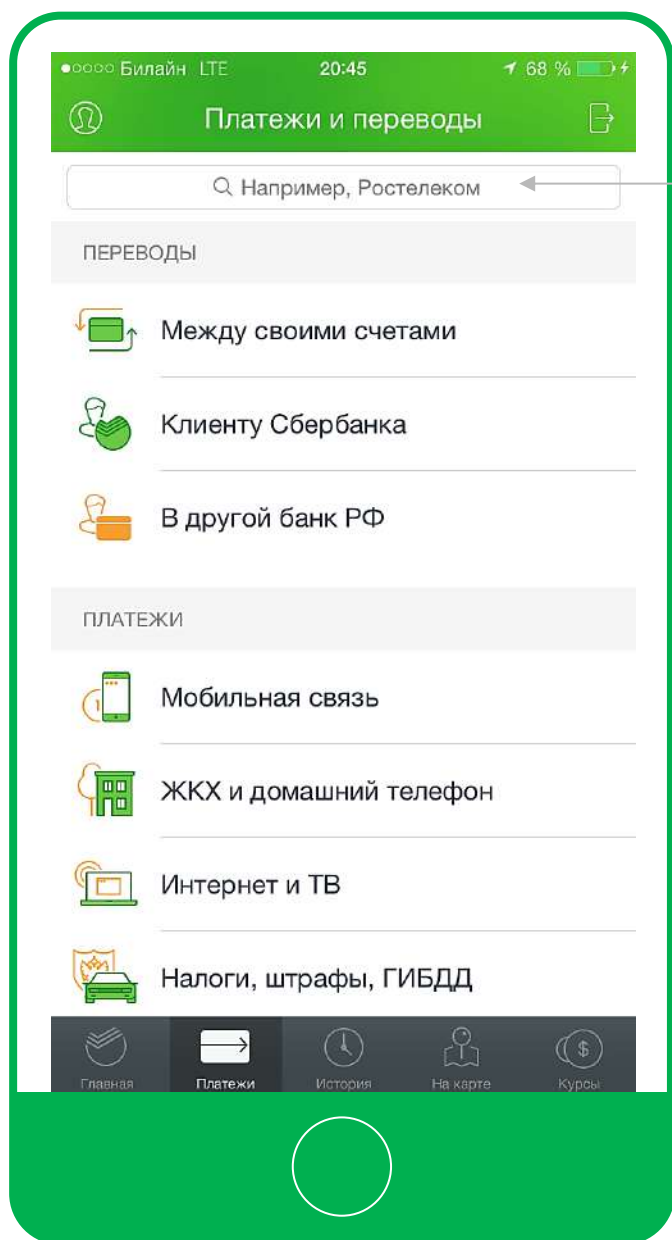 Билайн LTE 20:45 68 %
Платежи и переводы
Например, Ростелеком
ПЕРЕВОДЫ
Между своими счетами
Клиенту Сбербанка
В другой банк РФ
ПЛАТЕЖИ
Мобильная связь
ЖКХ и домашний телефон
Интернет и ТВ
Налоги, штрафы, ГИБДД
Главная Платежи История На карте Курсы